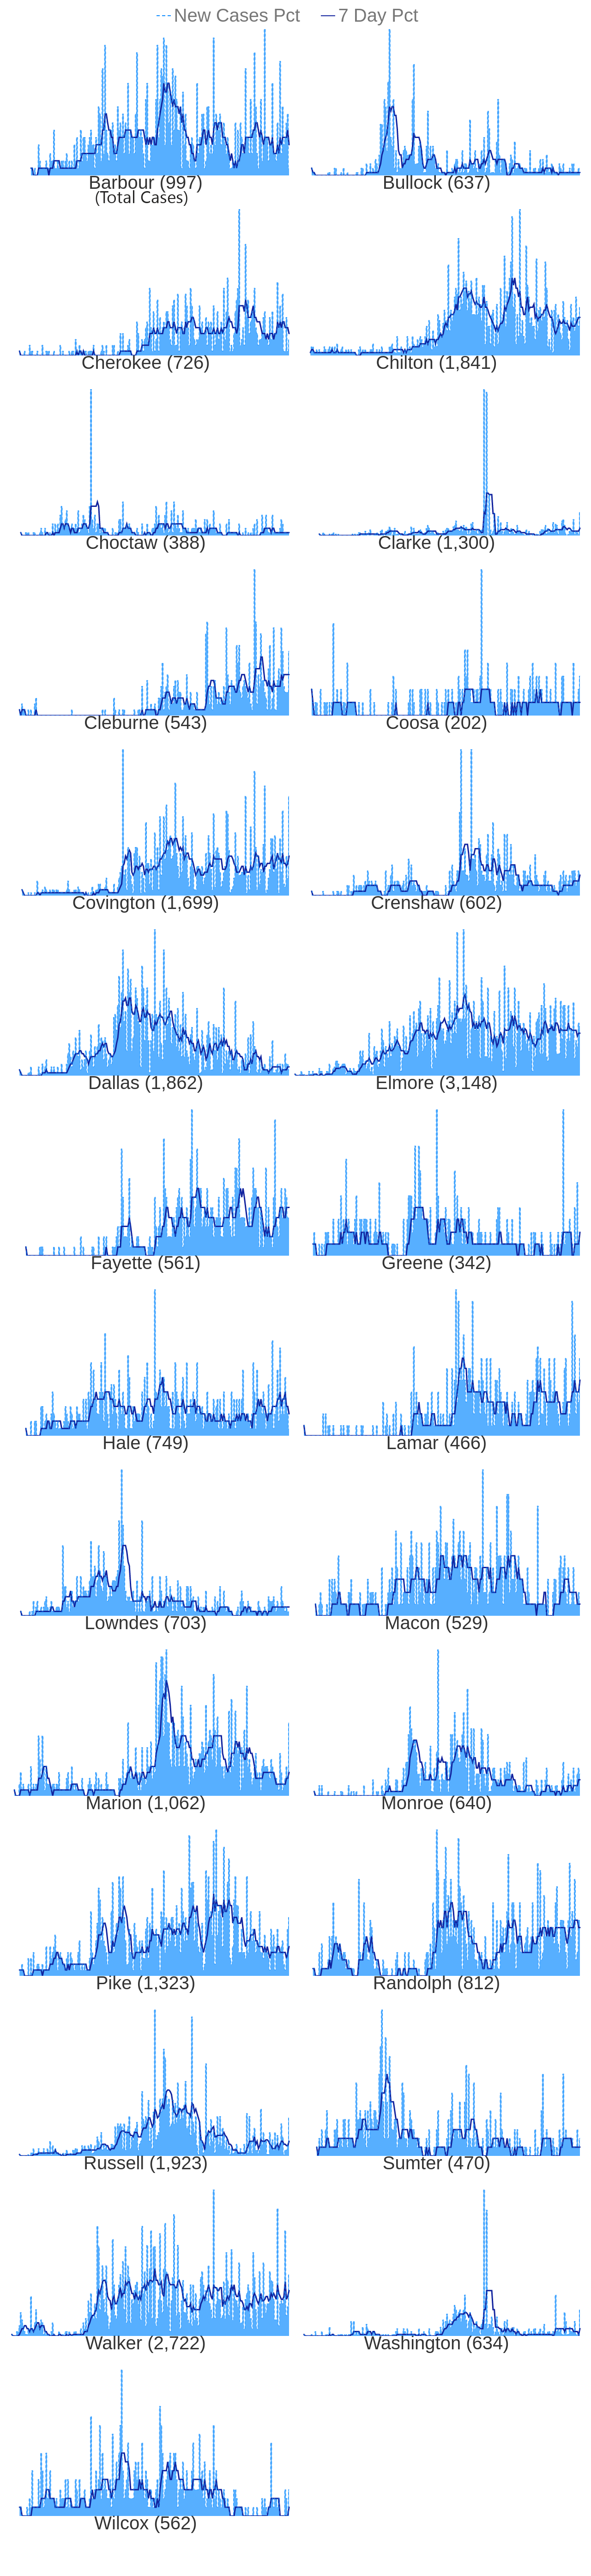 New Cases Pct 7 Day Pct
Barbour (997) Bullock (637)
(Total Cases)
Cherokee (726) Chilton (1,841)
Choctaw (388) Clarke (1,300)
Cleburne (543) Coosa (202)
Covington (1,699) Crenshaw (602)
Dallas (1,862) Elmore (3,148)
Fayette (561) Greene (342)
Hale (749) Lamar (466)
Lowndes (703) Macon (529)
Marion (1,062) Monroe (640)
Pike (1,323) Randolph (812)
Russell (1,923) Sumter (470)
Walker (2,722) Washington (634)
Wilcox (562)